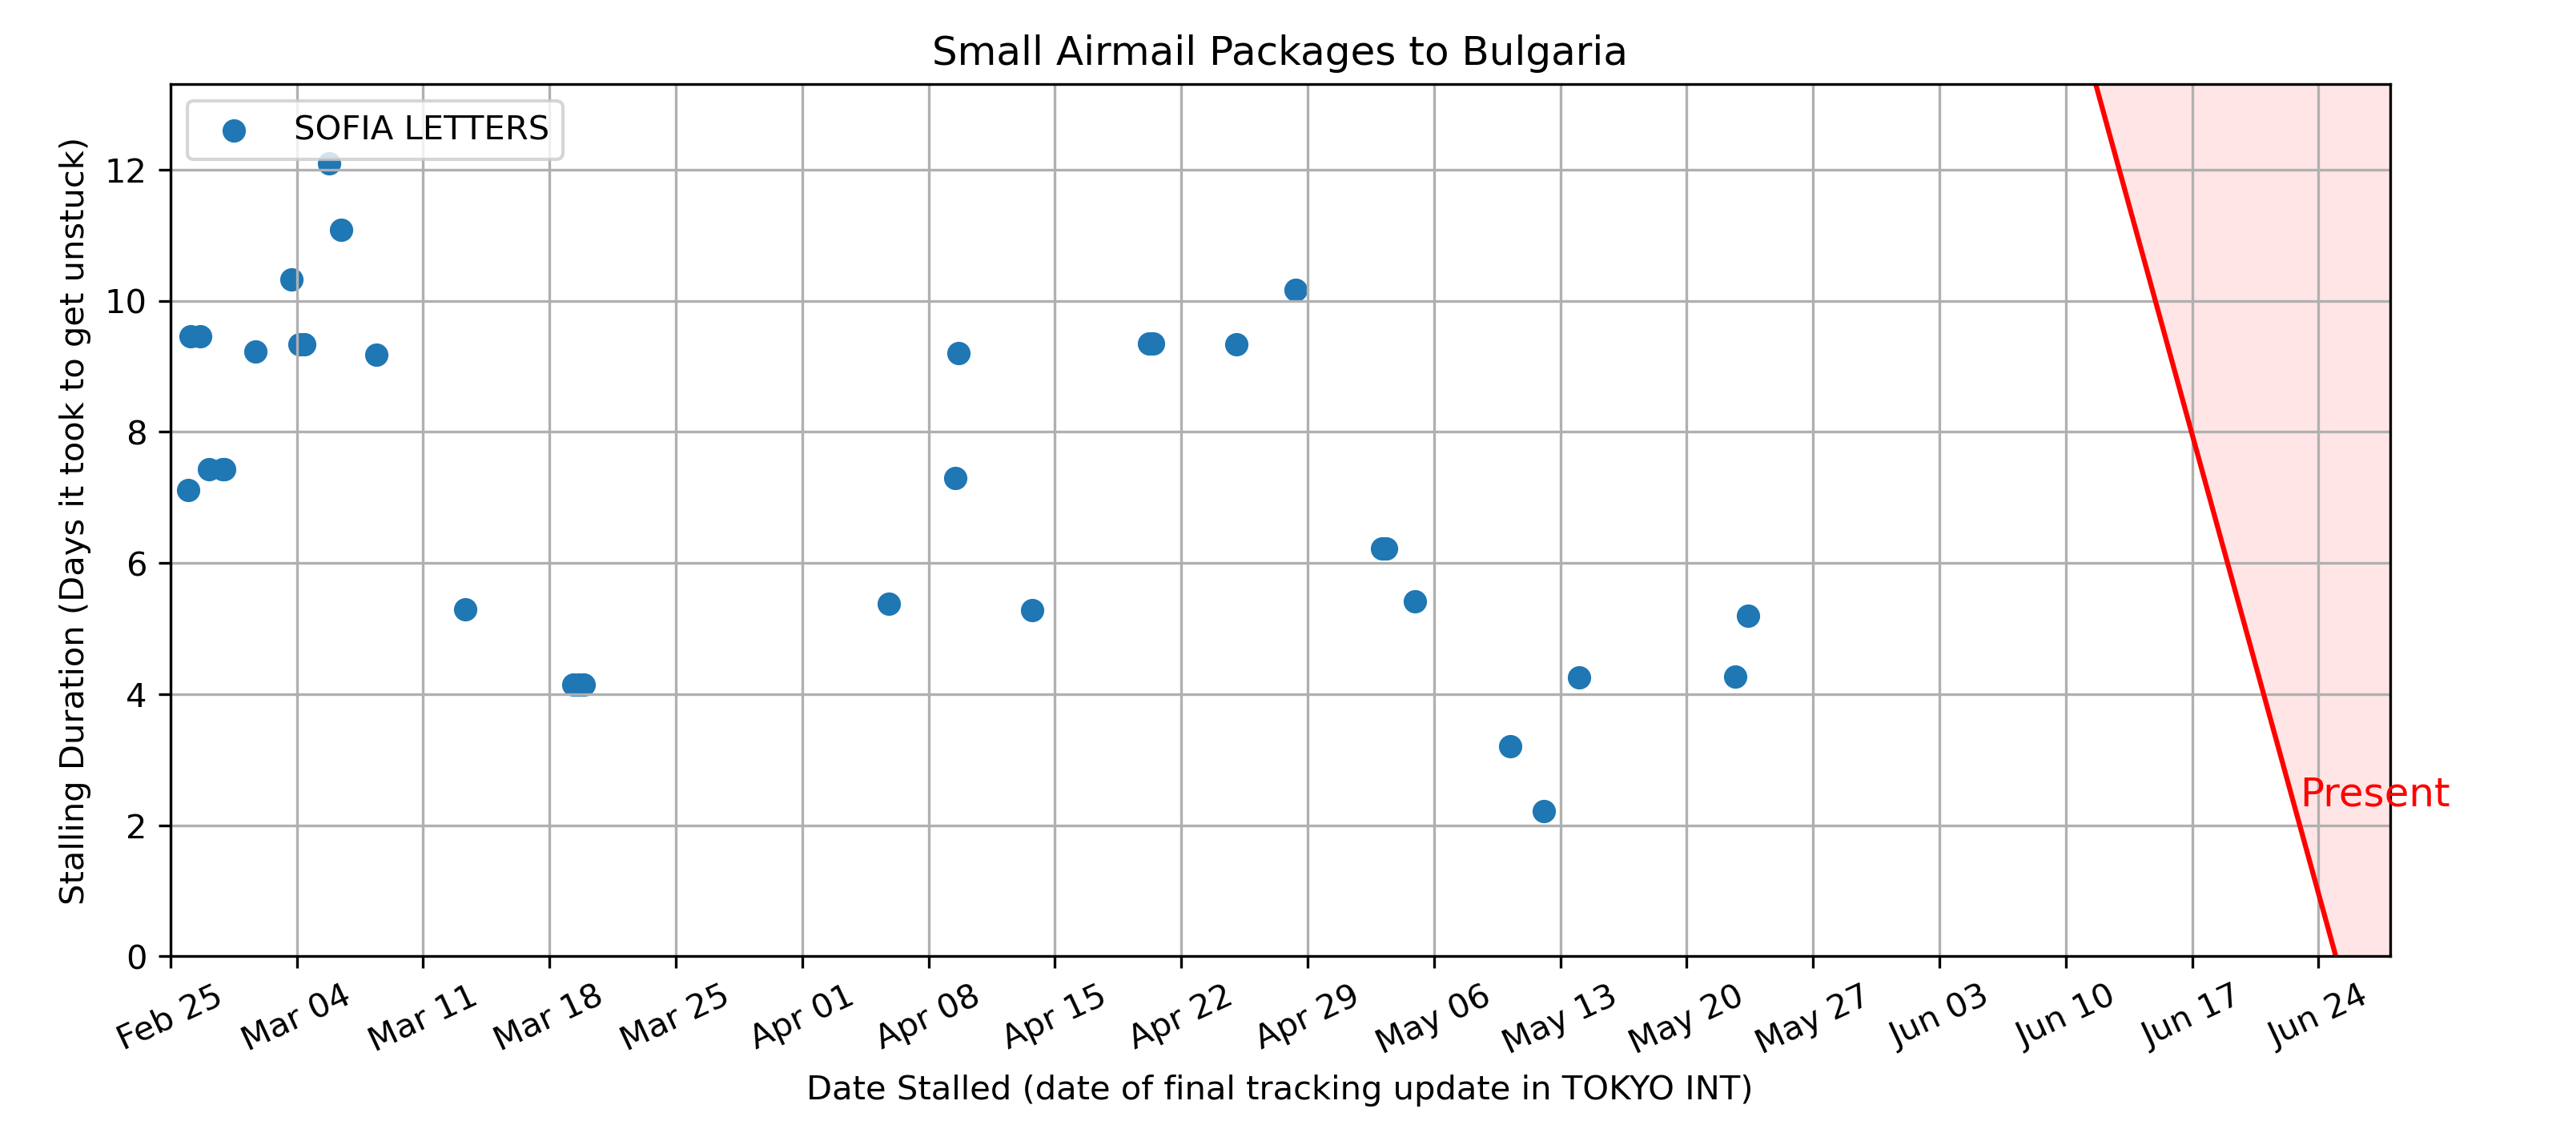 Small Airmail Packages to Bulgaria
SOFIA LETTERS
Stalling Duration (Days it took to get unstuck)
12
10
8
6
4
2
0
Present
Feb 25
Mar 04
Mar 11
Mar 18
Mar 25
Apr 01
Apr 08
Apr 15
Apr 22
Apr 29
May 06
May 13
May 20
May 27
Jun 03
Jun 10
Jun 17
Jun 24
Date Stalled (date of final tracking update in TOKYO INT)